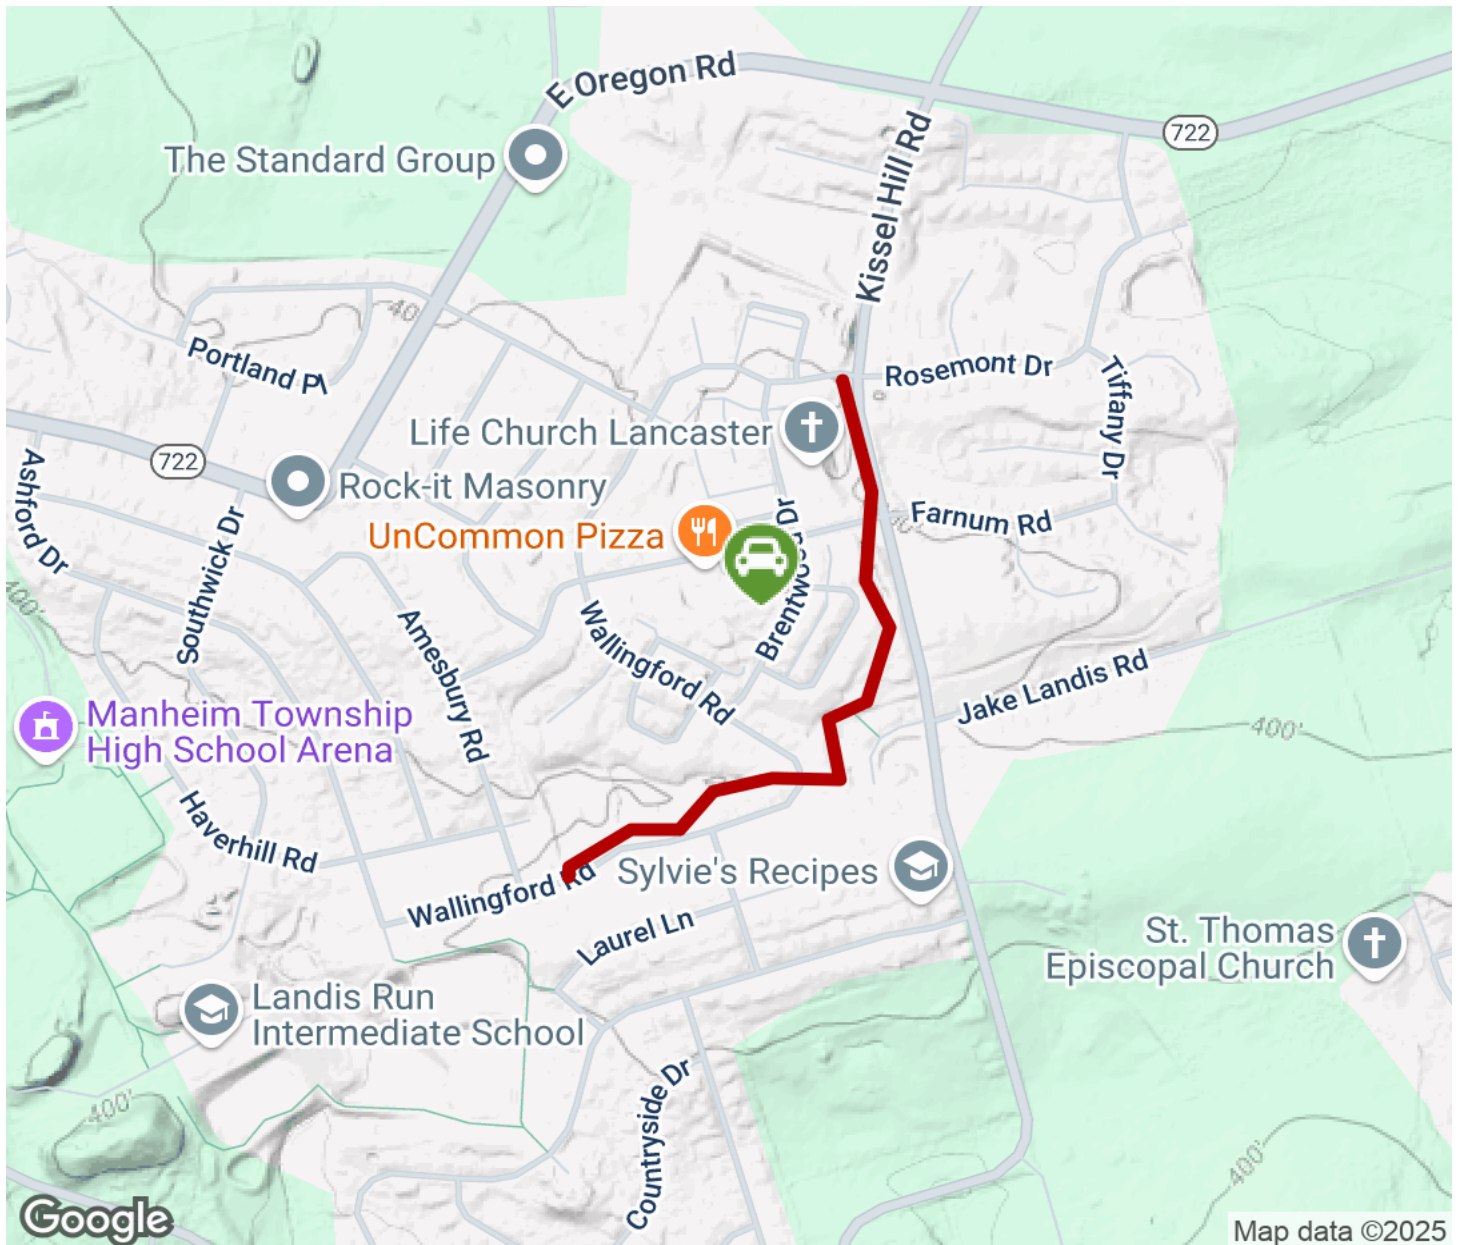 E Oregon Rd
The Standard Group
722
Kissel Hill Rd
40
Portland Pl
Rosemont Dr
Tiffany Dr
Life Church Lancaster
722
Ashford Dr
Rock-it Masonry
Southwick Dr
UnCommon Pizza
Farnum Rd
400'
Amesbury Rd
Wallingford Rd
Jake Landis Rd
Manheim Township
High School Arena
400'
Haverhill Rd
Wallingford Rd
Sylvie's Recipes
Laurel Ln
St. Thomas
Episcopal Church
Landis Run
Intermediate School
Countryside Dr
400'
400'
Google
Map data ©2025